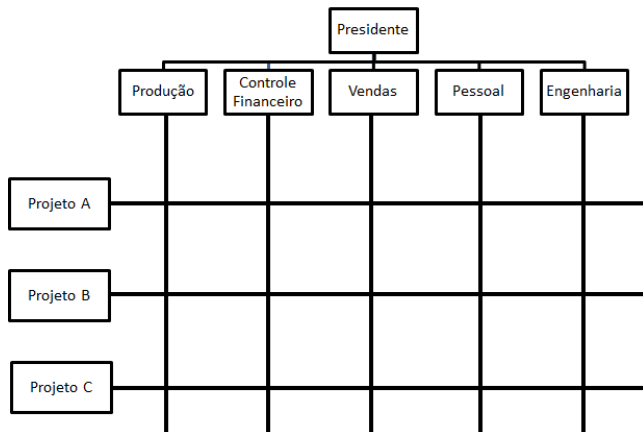 Presidente
Produção
Controle
Financeiro
Vendas
Pessoal
Engenharia
Projeto A
Projeto B
Projeto C